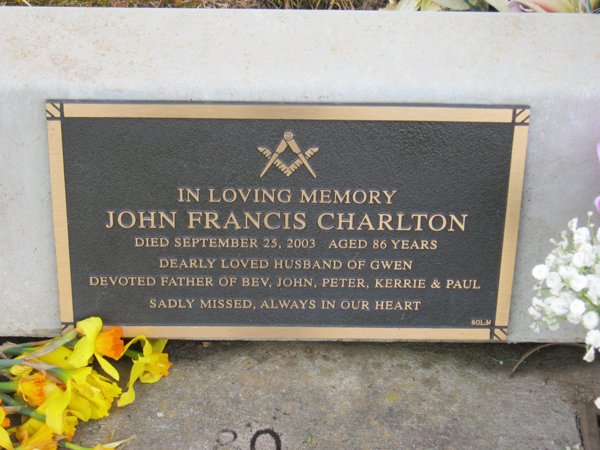 IN LOVING MEMORY
JOHN FRANCIS CHARLTON
DIED SEPTEMBER 25, 2003 AGED 86 YEARS
DEARLY LOVED HUSBAND OF GWEN
DEVOTED FATHER OF BEV, JOHN, PETER, KERRIE & PAUL
SADLY MISSED, ALWAYS IN OUR HEART